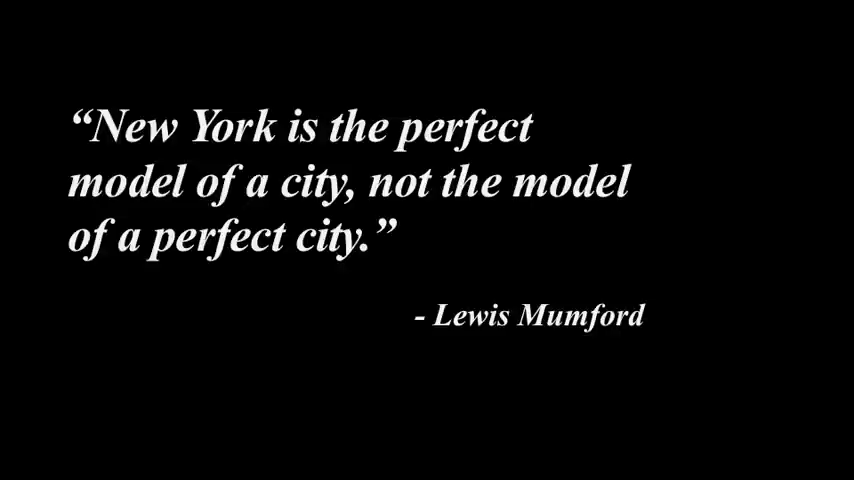 “New York is the perfect
model of a city, not the model
of a perfect city.”
- Lewis Mumford